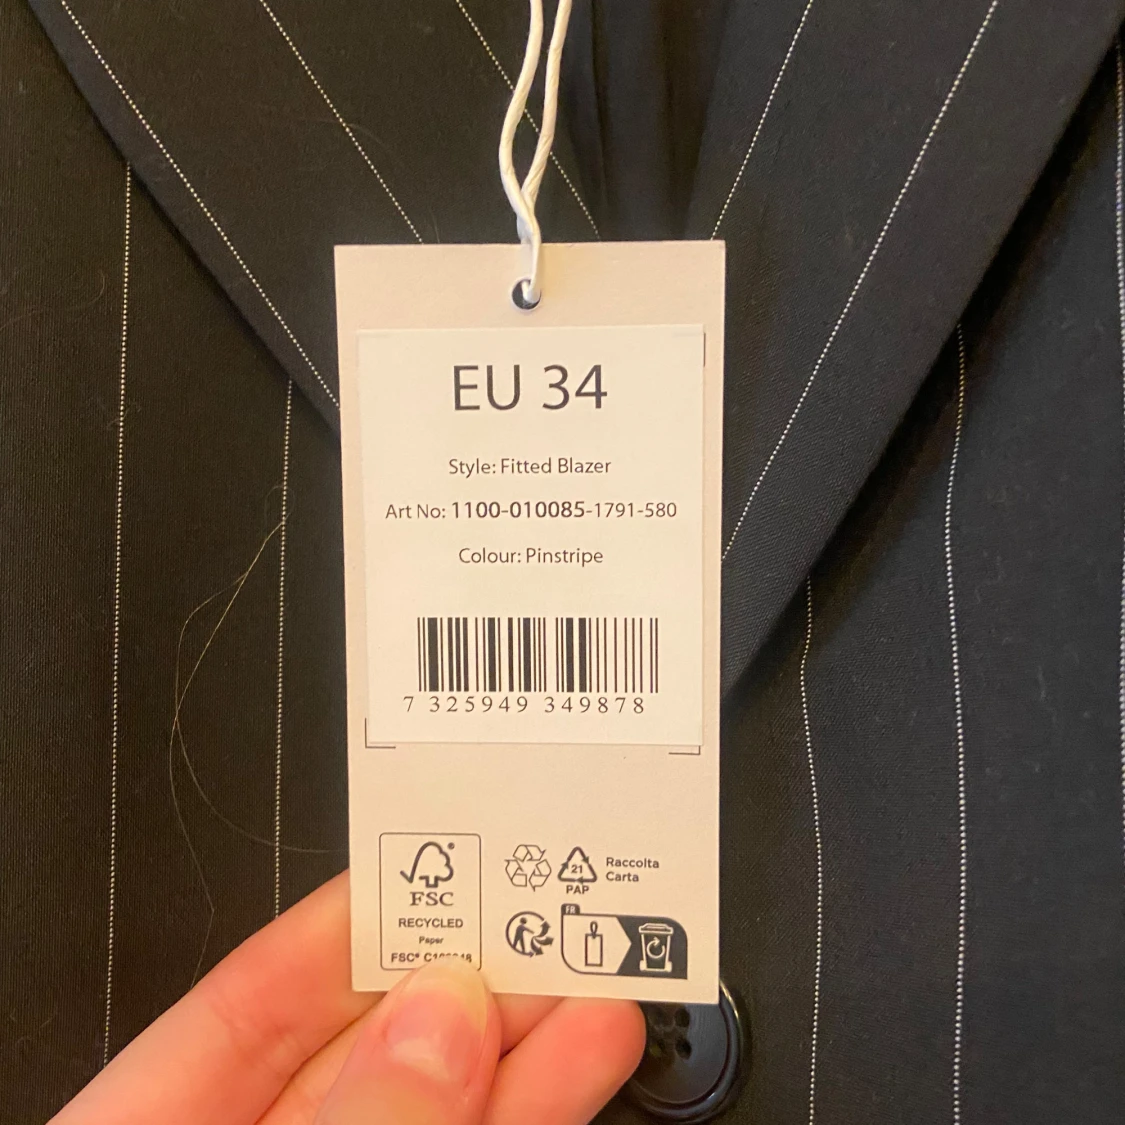 EU 34
Style: Fitted Blazer
Art No: 1100-010085-1791-580
Colour: Pinstripe
7 325949 349878
FSC
RECYCLED
Paper
FSC®
21
PAP
Raccolta
Carta
FR